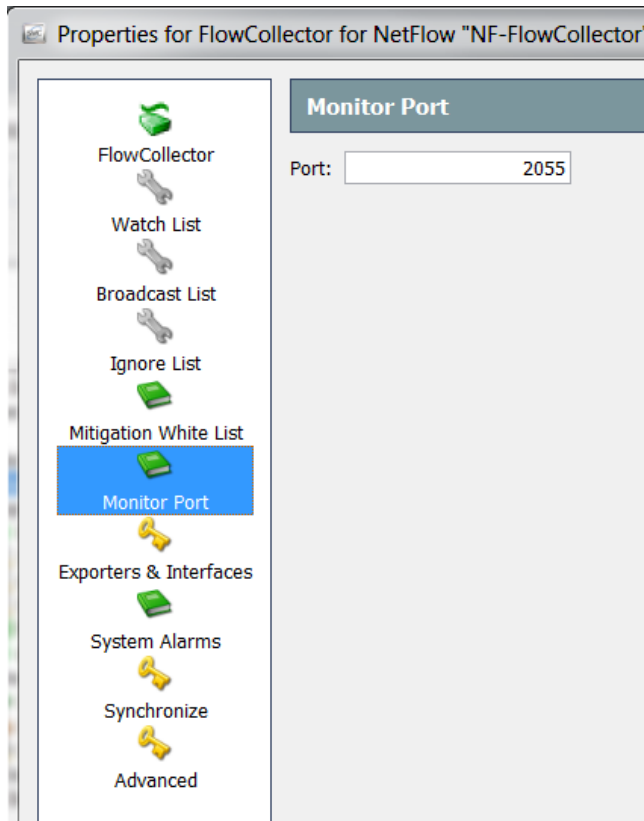 Properties for FlowCollector for NetFlow "NF-FlowCollector"
FlowCollector
Watch List
Broadcast List
Ignore List
Mitigation White List
Monitor Port
Exporters & Interfaces
System Alarms
Synchronize
Advanced
Monitor Port
Port: 2055